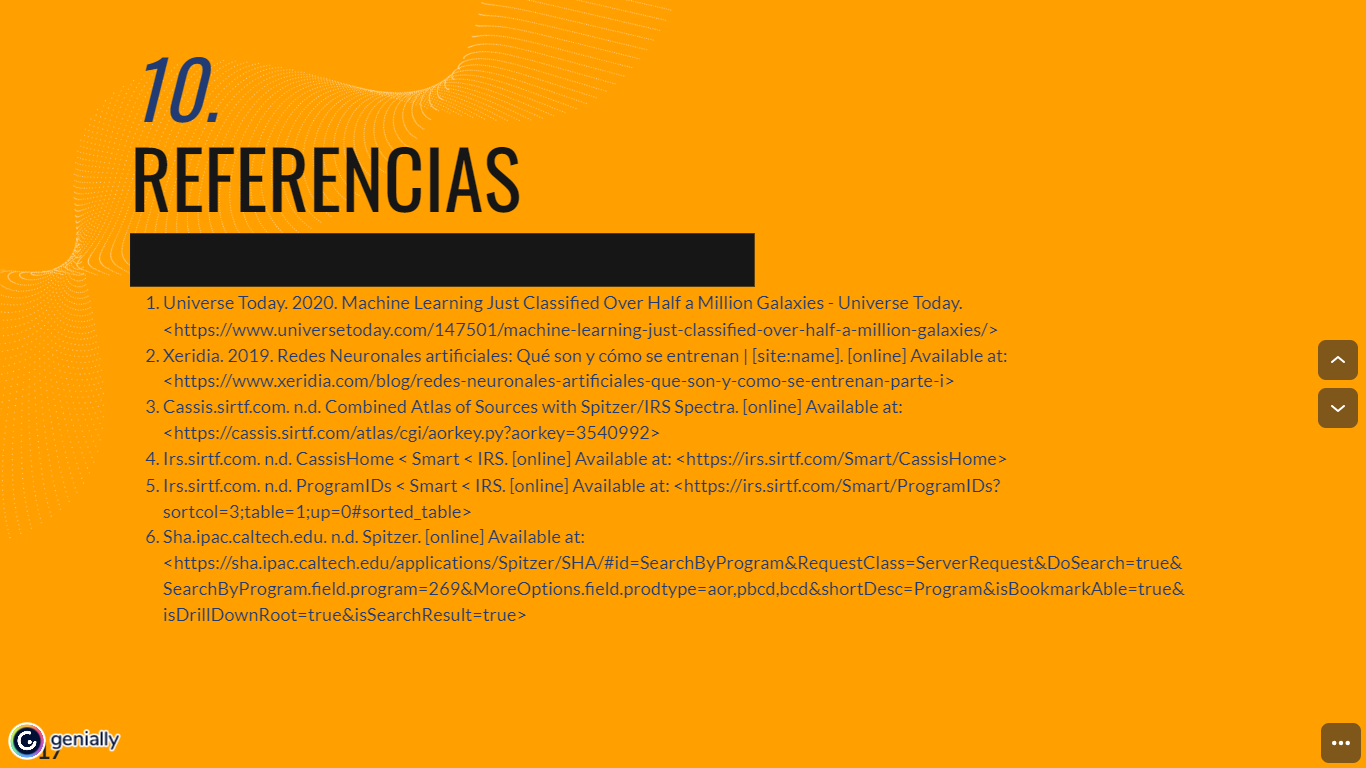 10.
REFERENCIAS
1. Universe Today. 2020. Machine Learning Just Classified Over Half a Million Galaxies - Universe Today.
<https://www.universetoday.com/147501/machine-learning-just-classified-over-half-a-million-galaxies/>
2. Xeridia. 2019. Redes Neuronales artificiales: Qué son y cómo se entrenan | [site:name]. [online] Available at:
<https://www.xeridia.com/blog/redes-neuronales-artificiales-que-son-y-como-se-entrenan-parte-i>
3. Cassis.sirtf.com. n.d. Combined Atlas of Sources with Spitzer/IRS Spectra. [online] Available at:
<https://cassis.sirtf.com/atlas/cgi/aorkey.py?aorkey=3540992>
4. Irs.sirtf.com. n.d. CassisHome < Smart < IRS. [online] Available at: <https://irs.sirtf.com/Smart/CassisHome>
5. Irs.sirtf.com. n.d. ProgramIDs < Smart < IRS. [online] Available at: <https://irs.sirtf.com/Smart/ProgramIDs?
sortcol=3;table=1;up=0#sorted_table>
6. Sha.ipac.caltech.edu. n.d. Spitzer. [online] Available at:
<https://sha.ipac.caltech.edu/applications/Spitzer/SHA/#id=SearchByProgram&RequestClass=ServerRequest&DoSearch=true&
SearchByProgram.field.program=269&MoreOptions.field.prodtype=aor,pbcd,bcd&shortDesc=Program&isBookmarkAble=true&
isDrillDownRoot=true&isSearchResult=true>
genially
17